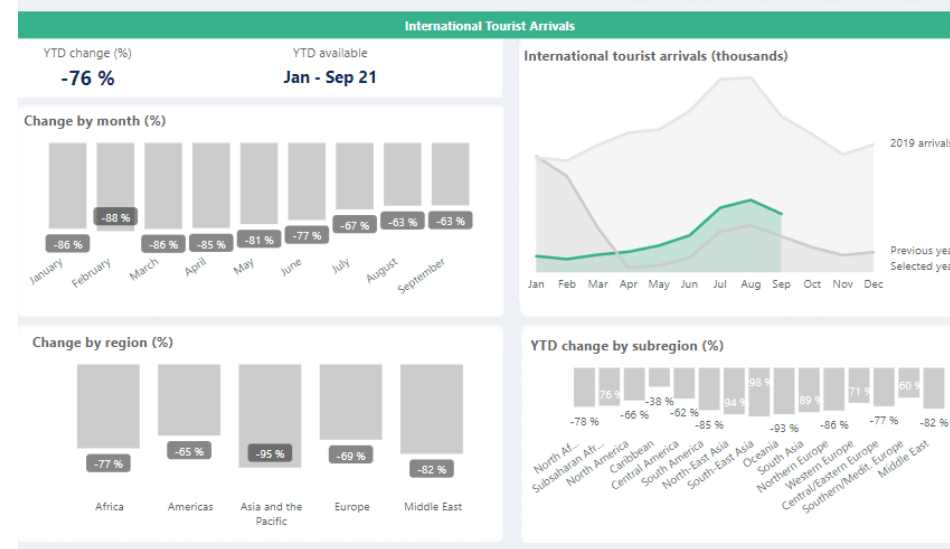 International Tourist Arrivals
YTD change (%)
-76 %
YTD available
Jan - Sep 21
Change by month (%)
-86 %
-88 %
-86 %
-85 %
-81 %
-77 %
-67 %
-63 %
-63 %
January
February
March
April
May
June
July
August
September
International tourist arrivals (thousands)
2019 arrivals
Previous yea
Selected yea
Jan Feb Mar Apr May Jun Jul Aug Sep Oct Nov Dec
Change by region (%)
-77 %
-65 %
-95 %
-69 %
-82 %
Africa
Americas
Asia and the
Pacific
Europe
Middle East
YTD change by subregion (%)
-78 %
76 %
-66 %
-38 %
-62 %
-85 %
94 %
98 %
-93 %
89 %
-86 %
71 %
-77 %
60 %
-82 %
North Af...
Subsaharan Afr...
North America
Caribbean
Central America
South America
North-East Asia
South-East Asia
Oceania
South Asia
Northern Europe
Western Europe
Central/Eastern Europe
Southern/Medit. Europe
Middle East